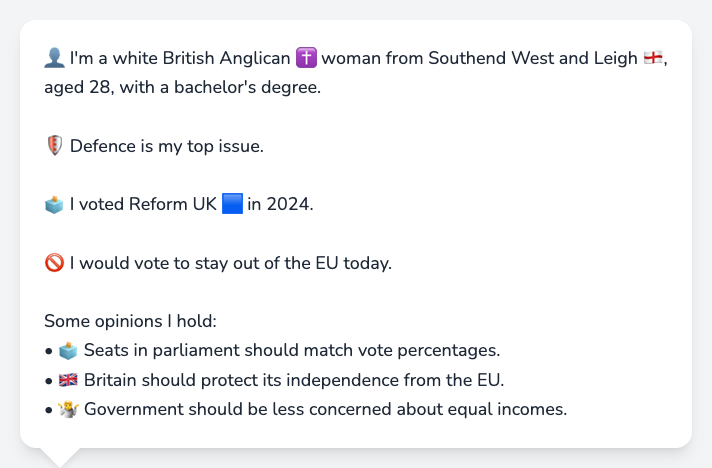 👤 I'm a white British Anglican ✝️ woman from Southend West and Leigh 🏴󠁧󠁢󠁥󠁮󠁧󠁿,
aged 28, with a bachelor's degree.
🛡️ Defence is my top issue.
🗳️ I voted Reform UK 🟦 in 2024.
🚫 I would vote to stay out of the EU today.
Some opinions I hold:
• 🗳️ Seats in parliament should match vote percentages.
• 🇬🇧 Britain should protect its independence from the EU.
• 🤷 Government should be less concerned about equal incomes.